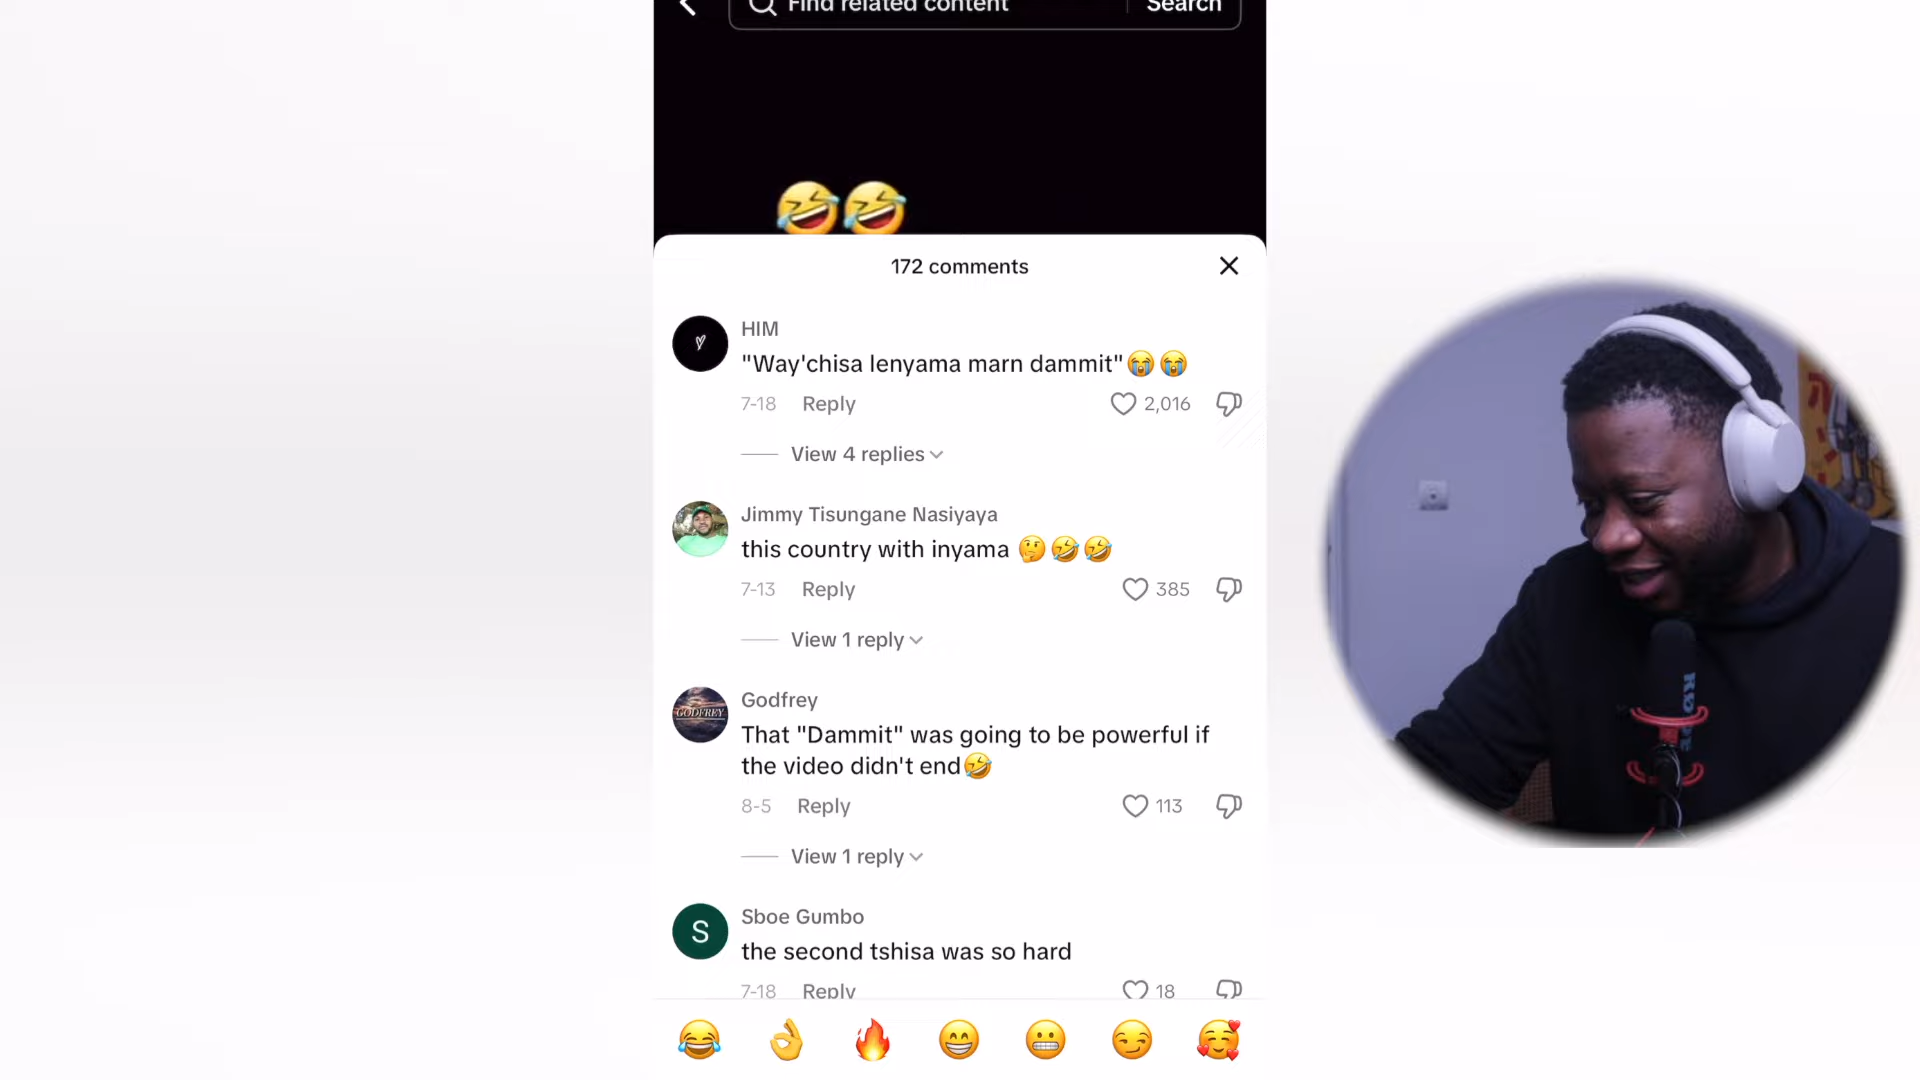 Find related content
Search
172 comments
HIM
"Way'chisa lenyama marn dammit"😭😭
7-18 Reply 2,016
View 4 replies
Jimmy Tisungane Nasiyaya
this country with inyama 🤔🤣🤣
7-13 Reply 385
View 1 reply
GODFREY
Godfrey
That "Dammit" was going to be powerful if
the video didn't end🤣
8-5 Reply 113
View 1 reply
S
Sboe Gumbo
the second tshisa was so hard
7-18 Reply 18